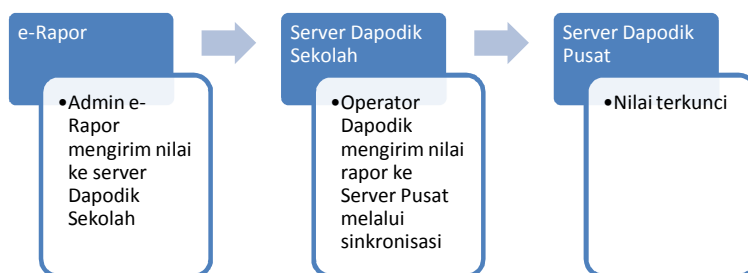 e-Rapor
•Admin e-
Rapor
mengirim nilai
ke server
Dapodik
Sekolah
Server Dapodik
Sekolah
•Operator
Dapodik
mengirim nilai
rapor ke
Server Pusat
melalui
sinkronisasi
Server Dapodik
Pusat
•Nilai terkunci